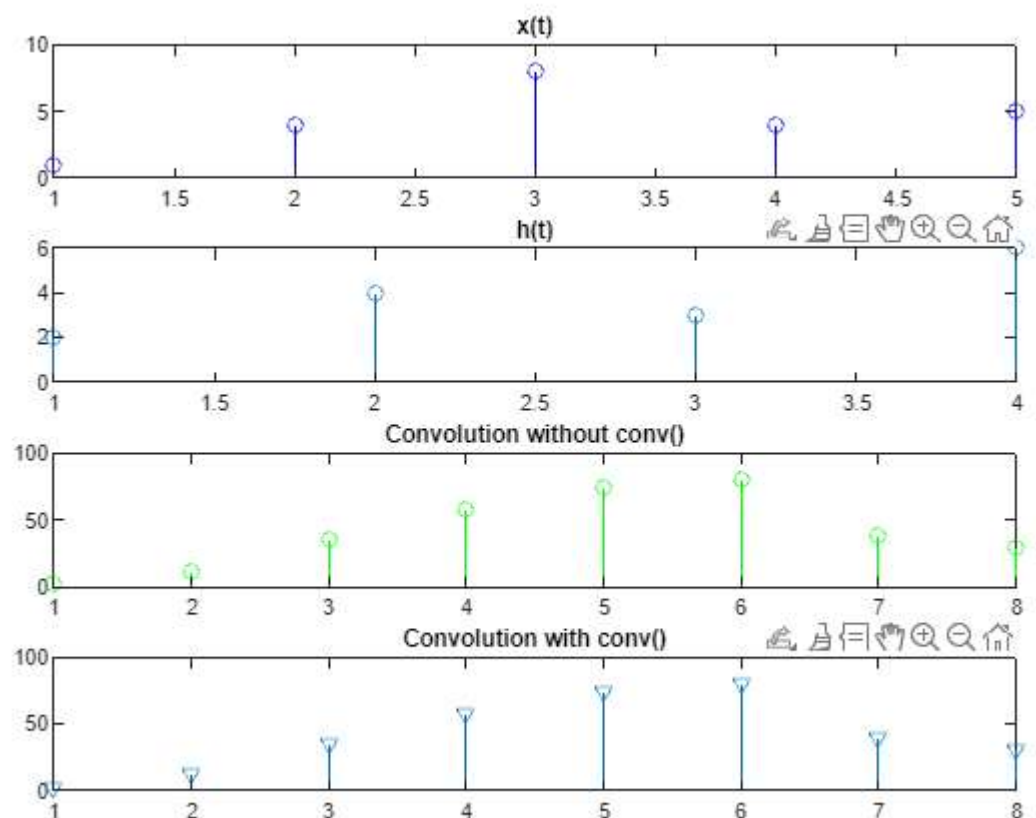 x(t)
10
5
0
1 1.5 2 2.5 3 3.5 4 4.5 5
h(t)
6
4
2
0
1 1.5 2 2.5 3 3.5 4
Convolution without conv()
100
50
0
1 2 3 4 5 6 7 8
Convolution with conv()
100
50
0
1 2 3 4 5 6 7 8